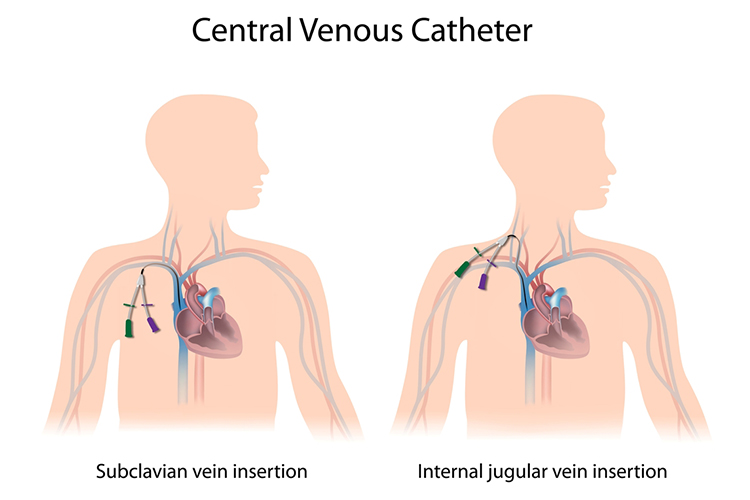 Central Venous Catheter
Subclavian vein insertion
Internal jugular vein insertion